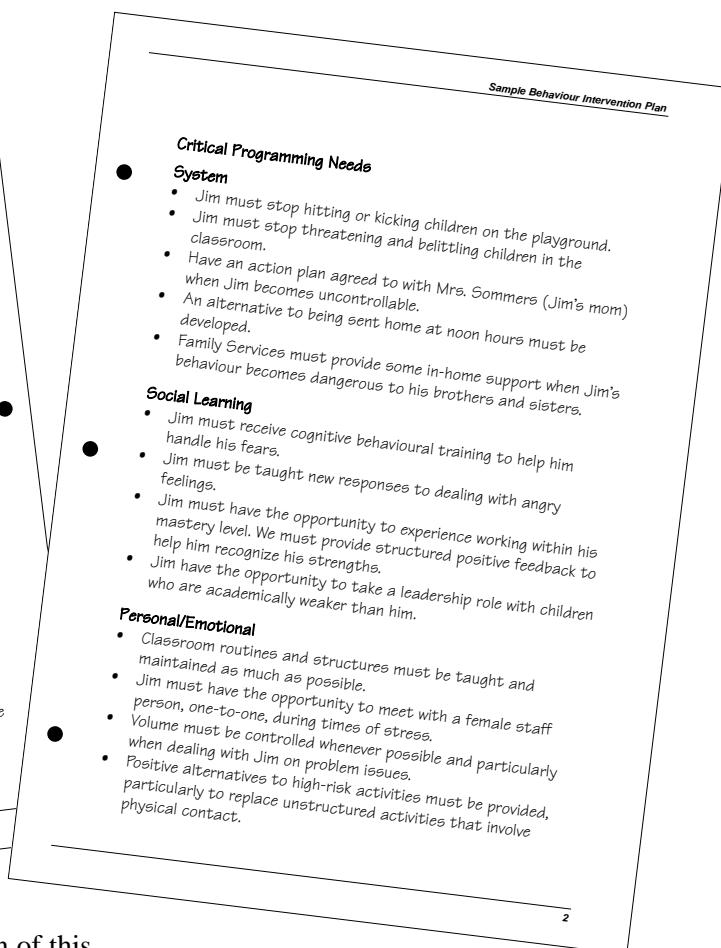 Sample Behaviour Intervention Plan
Critical Programming Needs
System
• Jim must stop hitting or kicking children on the playground.
• Jim must stop threatening and belittling children in the
classroom.
• Have an action plan agreed to with Mrs. Sommers (Jim's mom)
when Jim becomes uncontrollable.
• An alternative to being sent home at noon hours must be
developed.
• Family Services must provide some in-home support when Jim's
behaviour becomes dangerous to his brothers and sisters.
Social Learning
• Jim must receive cognitive behavioural training to help him
handle his fears.
• Jim must be taught new responses to dealing with angry
feelings.
• Jim must have the opportunity to experience working within his
mastery level. We must provide structured positive feedback to
help him recognize his strengths.
• Jim have the opportunity to take a leadership role with children
who are academically weaker than him.
Personal/Emotional
• Classroom routines and structures must be taught and
maintained as much as possible.
• Jim must have the opportunity to meet with a female staff
person, one-to-one, during times of stress.
• Volume must be controlled whenever possible and particularly
when dealing with Jim on problem issues.
• Positive alternatives to high-risk activities must be provided,
particularly to replace unstructured activities that involve
physical contact.
2
of this